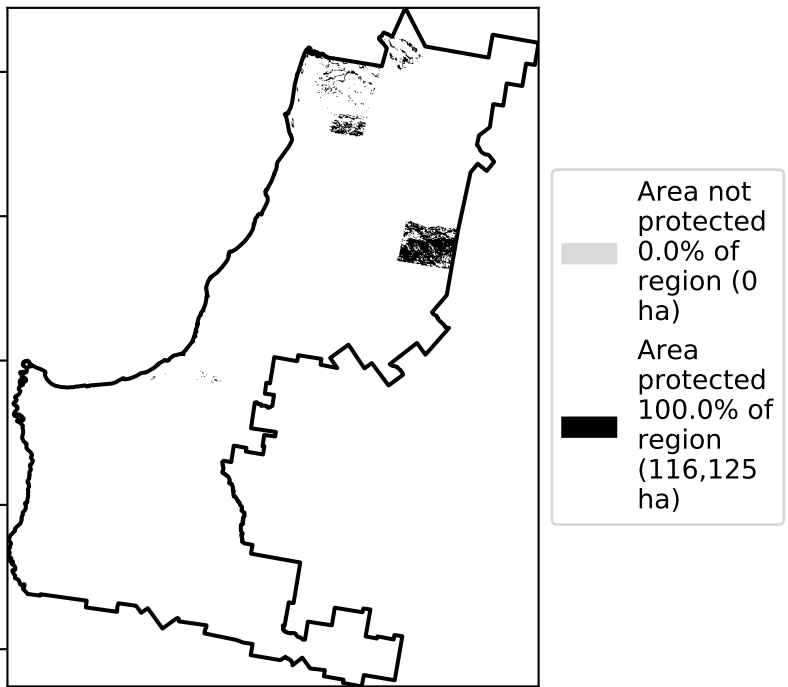 Area not
protected
0.0% of
region (0
ha)
Area
protected
100.0% of
region
(116,125
ha)